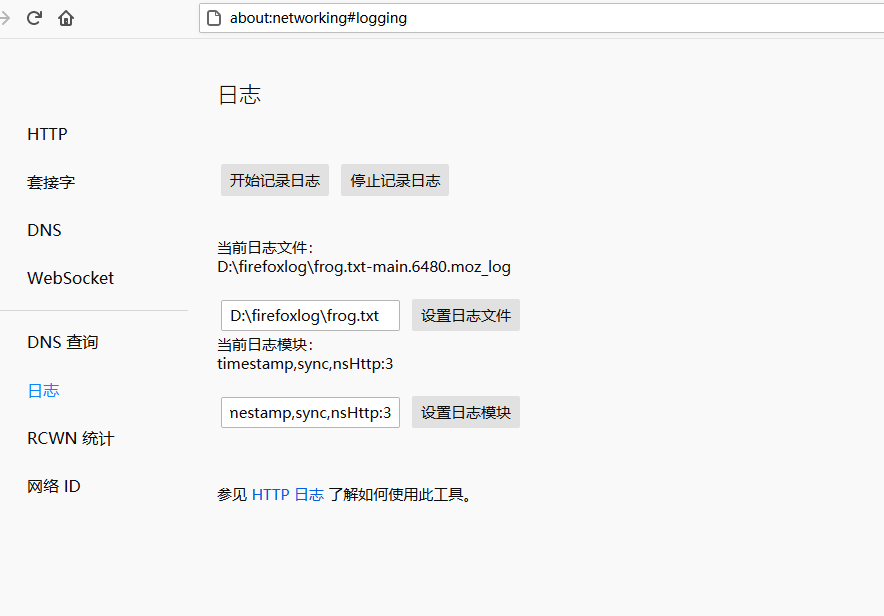 about:networking#logging
日志
HTTP
套接字
DNS
WebSocket
DNS 查询
日志
RCWN 统计
网络 ID
开始记录日志 停止记录日志
当前日志文件：
D:\firefoxlog\frog.txt-main.6480.moz_log
D:\firefoxlog\frog.txt 设置日志文件
当前日志模块：
timestamp,sync,nsHttp:3
nestamp,sync,nsHttp:3 设置日志模块
参见 HTTP 日志 了解如何使用此工具。